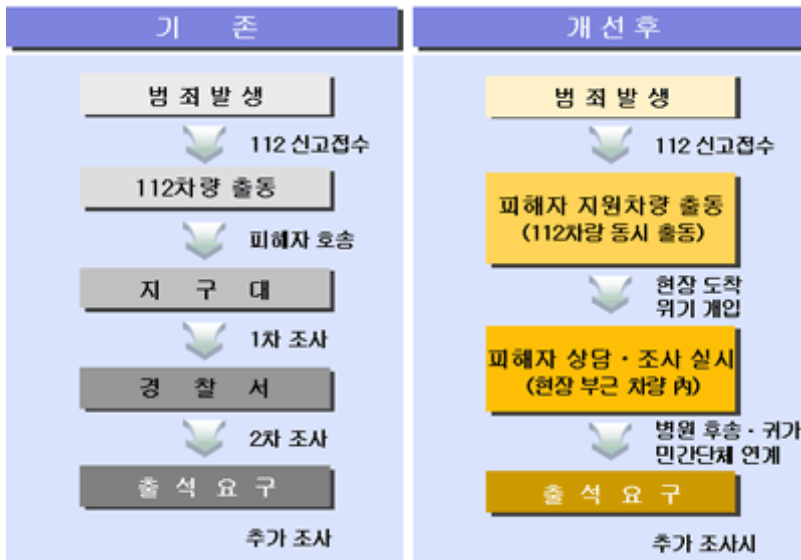 기 존
범 죄 발 생
112 신고접수
112차량 출동
피해자 호송
지 구 대
1차 조사
경 찰 서
2차 조사
출 석 요 구
추가 조사
개 선 후
범 죄 발 생
112 신고접수
피해자 지원차량 출동
(112차량 동시 출동)
현장 도착
위기 개입
피해자 상담·조사 실시
(현장 부근 차량 內)
병원 후송·귀가
민간단체 연계
출 석 요 구
추가 조사시